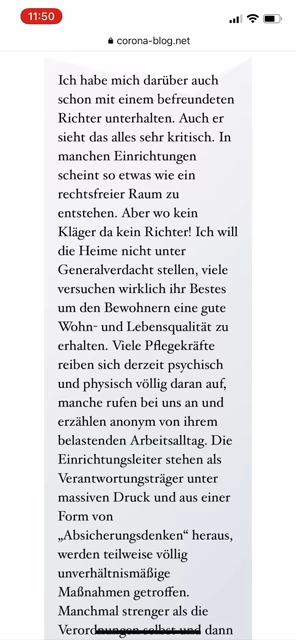 11:50
corona-blog.net
Ich habe mich darüber auch
schon mit einem befreundeten
Richter unterhalten. Auch er
sieht das alles sehr kritisch. In
manchen Einrichtungen
scheint so etwas wie ein
rechtsfreier Raum zu
entstehen. Aber wo kein
Kläger da kein Richter! Ich will
die Heime nicht unter
Generalverdacht stellen, viele
versuchen wirklich ihr Bestes
um den Bewohnern eine gute
Wohn- und Lebensqualität zu
erhalten. Viele Pflegekräfte
reiben sich derzeit psychisch
und physisch völlig daran auf,
manche rufen bei uns an und
erzählen anonym von ihrem
belastenden Arbeitsalltag. Die
Einrichtungsleiter stehen als
Verantwortungsträger unter
massiven Druck und aus einer
Form von
„Absicherungsdenken“ heraus,
werden teilweise völlig
unverhältnismäßige
Maßnahmen getroffen.
Manchmal strenger als die
Verordnungen selbst und dann